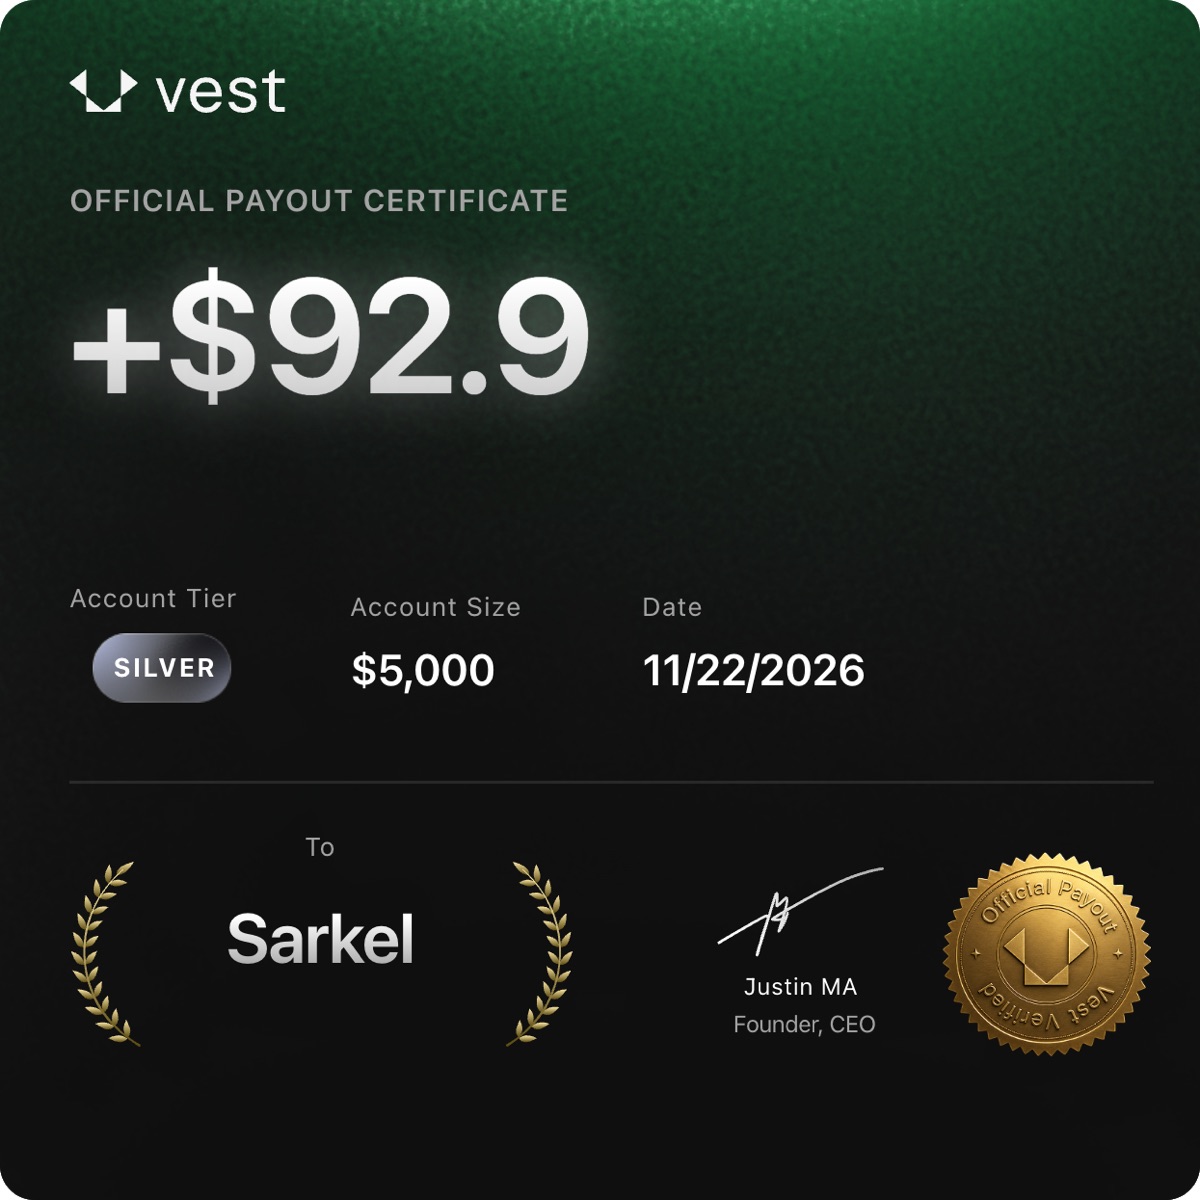 vest
OFFICIAL PAYOUT CERTIFICATE
+$92.9
Account Tier
SILVER
Account Size
$5,000
Date
11/22/2026
To
Sarkel
Justin MA
Founder, CEO
Official Payout
Vest Verified